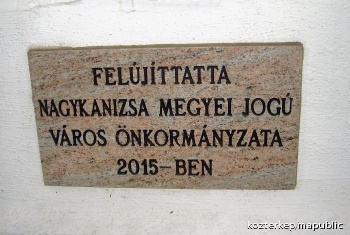 FELÚJÍTTATTA
NAGYKANIZSA MEGYEI JOGÚ
VÁROS ÖNKORMÁNYZATA
2015-BEN
kozterkep/mapublic